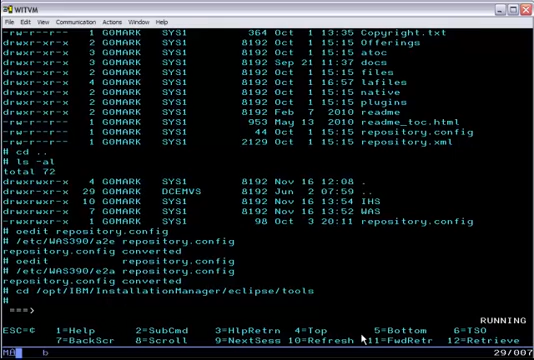 WITVM
File Edit View Communication Actions Window Help
-rw-r--r-- 1 GOMARK SYS1 364 Oct 1 13:35 Copyright.txt
drwxr-xr-x 2 GOMARK SYS1 8192 Oct 1 15:15 Offerings
drwxr-xr-x 3 GOMARK SYS1 8192 Oct 1 15:15 atoc
drwxr-xr-x 3 GOMARK SYS1 8192 Sep 21 11:37 docs
drwxr-xr-x 2 GOMARK SYS1 8192 Oct 1 15:15 files
drwxr-xr-x 4 GOMARK SYS1 8192 Oct 1 16:57 lafiles
drwxr-xr-x 2 GOMARK SYS1 8192 Oct 1 15:15 native
drwxr-xr-x 2 GOMARK SYS1 8192 Oct 1 15:15 plugins
drwxr-xr-x 2 GOMARK SYS1 8192 Feb 7 2010 readme
-rw-r--r-- 1 GOMARK SYS1 953 May 13 2010 readme_toc.html
-rw-r--r-- 1 GOMARK SYS1 44 Oct 1 15:15 repository.config
-rw-r--r-- 1 GOMARK SYS1 2129 Oct 1 15:15 repository.xml
# cd ..
# ls -al
total 72
drwxrwxr-x 4 GOMARK SYS1 8192 Nov 16 12:08 .
drwxr-xr-x 29 GOMARK DCEMVS 8192 Jun 2 07:59 ..
drwxrwxr-x 10 GOMARK SYS1 8192 Nov 16 13:54 IHS
drwxrwxr-x 7 GOMARK SYS1 8192 Nov 16 13:52 WAS
-rwxrwxr-x 1 GOMARK SYS1 98 Oct 3 20:11 repository.config
# oedit repository.config
# /etc/WAS390/a2e repository.config
repository.config converted
# oedit repository.config
# /etc/WAS390/e2a repository.config
repository.config converted
# cd /opt/IBM/InstallationManager/eclipse/tools
#
===>
RUNNING
ESC=¢ 1=Help 2=SubCmd 3=HlpRetrn 4=Top 5=Bottom 6=TSO
7=BackScr 8=Scroll 9=NextSess 10=Refresh 11=FwdRetr 12=Retrieve
b 29/007